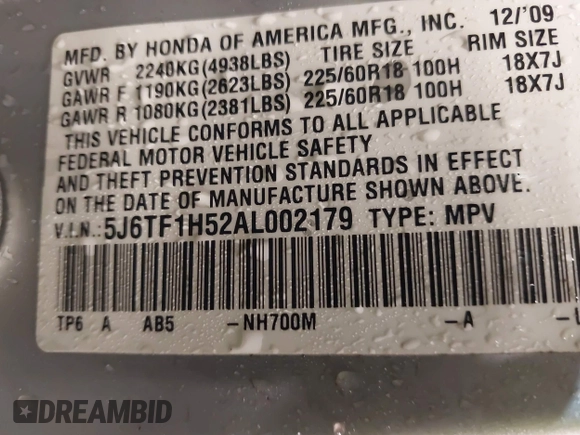 MFD. BY HONDA OF AMERICA MFG., INC. 12/'09
GVWR 2240KG(4938LBS) TIRE SIZE RIM SIZE
GAWR F 1190KG(2623LBS) 225/60R18 100H 18X7J
GAWR R 1080KG(2381LBS) 225/60R18 100H 18X7J
THIS VEHICLE CONFORMS TO ALL APPLICABLE
FEDERAL MOTOR VEHICLE SAFETY
AND THEFT PREVENTION STANDARDS IN EFFECT
ON THE DATE OF MANUFACTURE SHOWN ABOVE.
V.I.N.: 5J6TF1H52AL002179 TYPE: MPV
TP6 A AB5 -NH700M -A -
DREAMBID